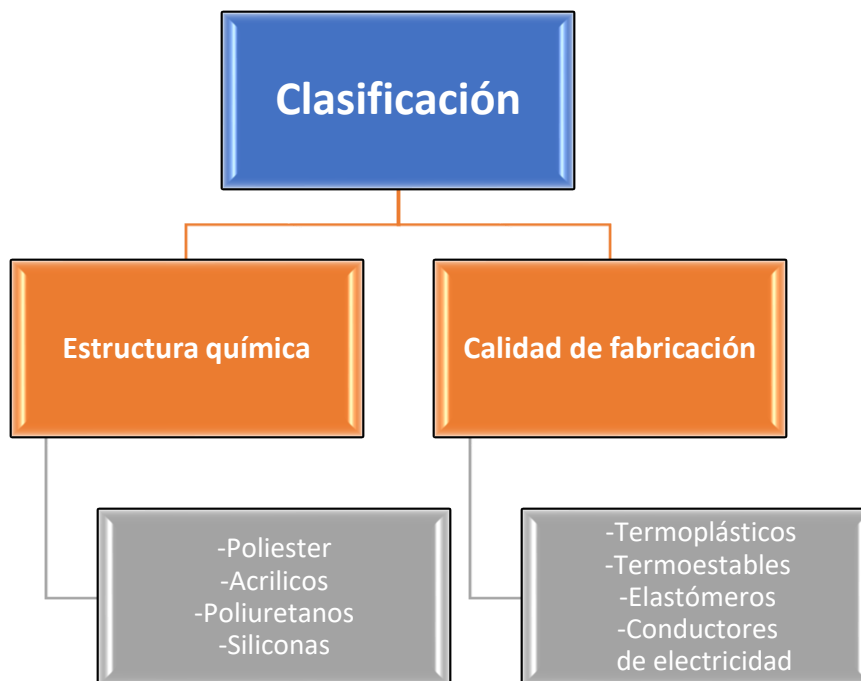 Clasificación
Estructura química
Calidad de fabricación
-Poliester
-Acrilicos
-Poliuretanos
-Siliconas
-Termoplásticos
-Termoestables
-Elastómeros
-Conductores
de electricidad